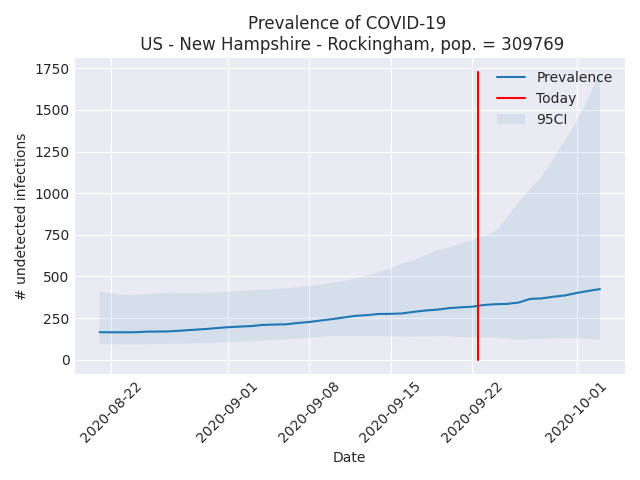 Prevalence of COVID-19
US - New Hampshire - Rockingham, pop. = 309769
1750
1500
1250
1000
750
500
250
0
# undetected infections
Prevalence
Today
95CI
2020-08-22
2020-09-01
2020-09-08
2020-09-15
2020-09-22
2020-10-01
Date